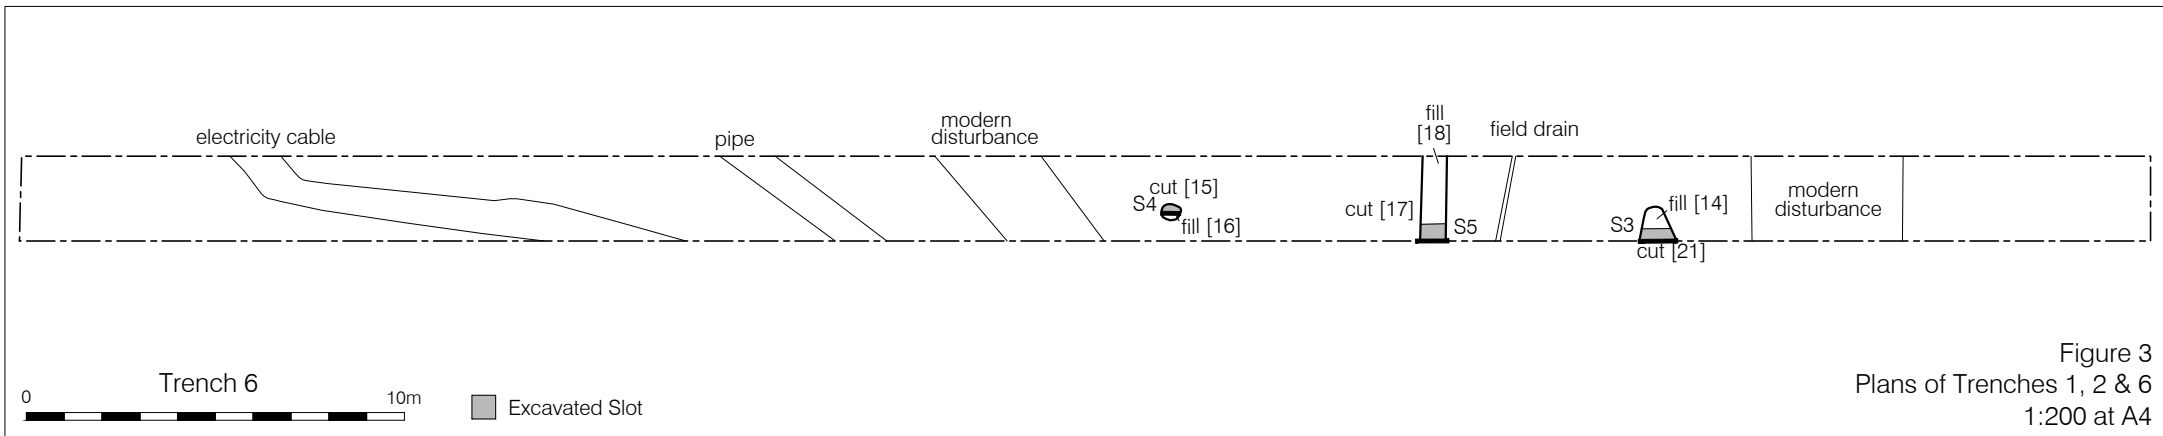 electricity cable
pipe
modern
disturbance
cut [15]
S4
fill [16]
fill
[18]
cut [17]
S5
field drain
fill [14]
S3
cut [21]
modern
disturbance
Trench 6
0
10m
Excavated Slot
Figure 3
Plans of Trenches 1, 2 & 6
1:200 at A4